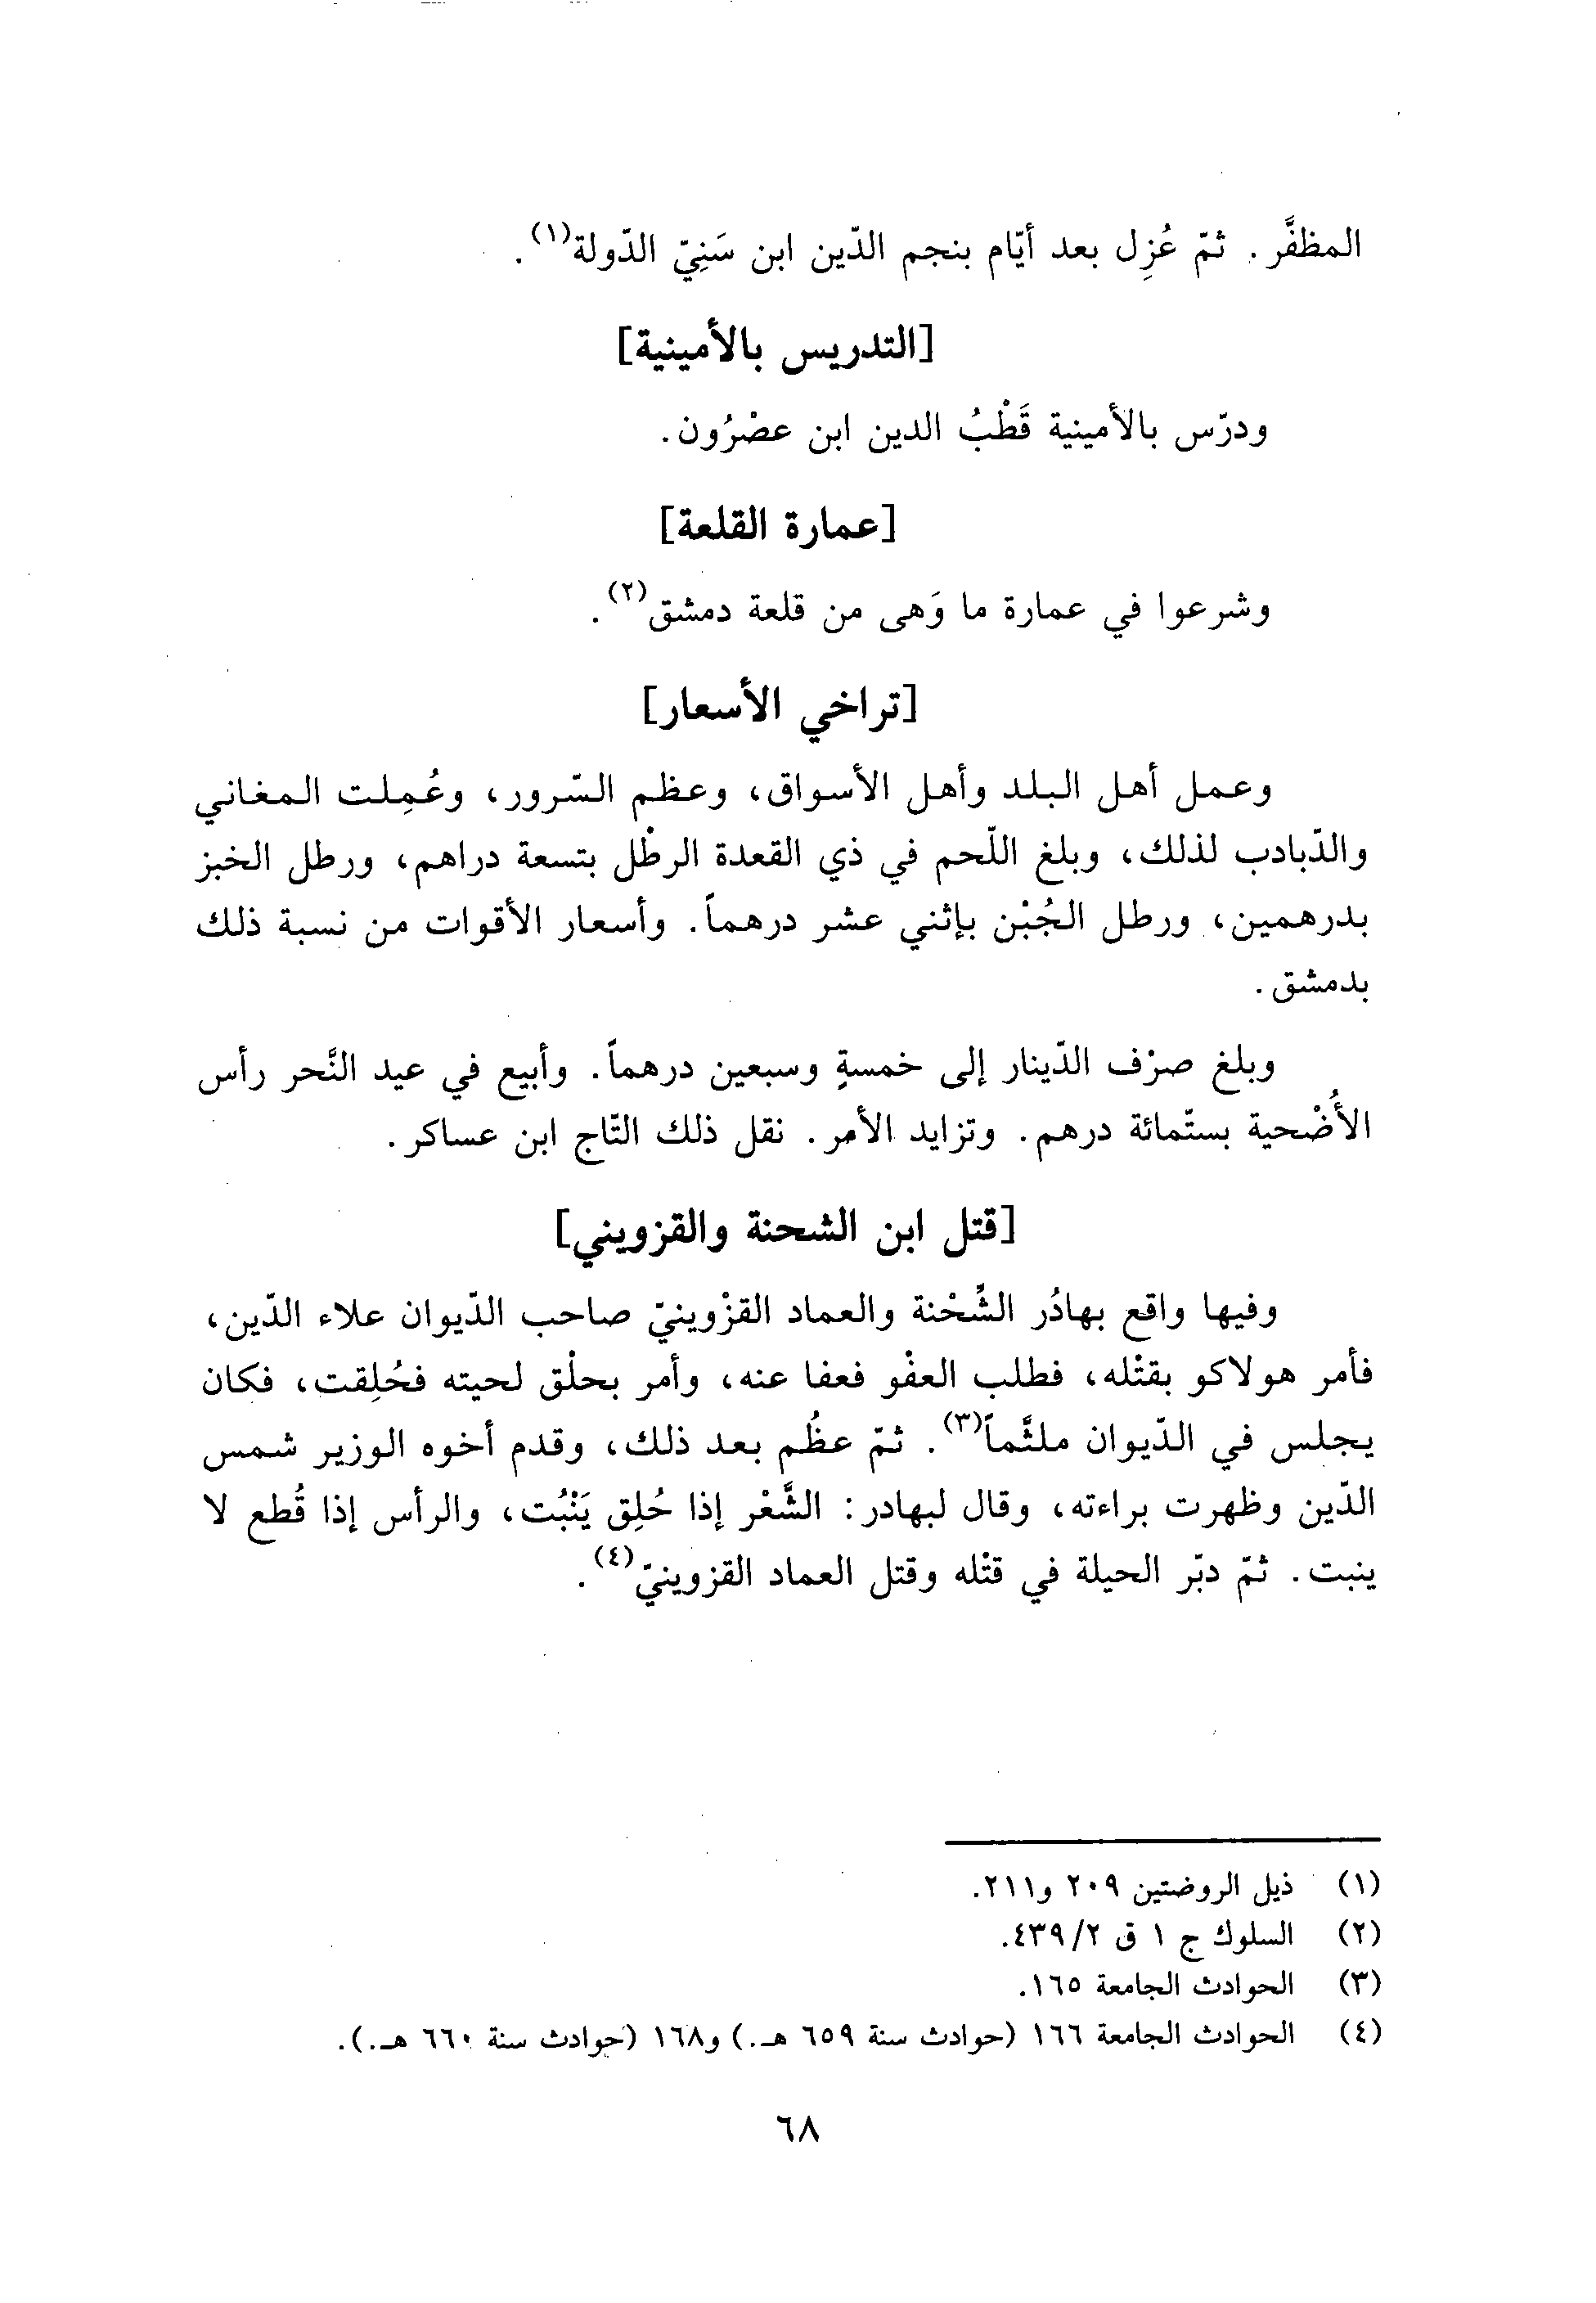 المظفَّر. ثمّ عُزِل بعد أيّام بنجم الدّين ابن سَنِيّ الدّولة(١).
[التدريس بالأمينية]
ودرّس بالأمينية قَطْبُ الدين ابن عصْرُون.
[عمارة القلعة]
وشرعوا في عمارة ما وَهى من قلعة دمشق(٢).
[تراخي الأسعار]
وعمل أهل البلد وأهل الأسواق، وعظم السّرور، وعُمِلت المغاني
والدّبادب لذلك، وبلغ اللّحم في ذي القعدة الرطْل بتسعة دراهم، ورطل الخبز
بدرهمين، ورطل الجُبْن بإثني عشر درهماً. وأسعار الأقوات من نسبة ذلك
بدمشق.
وبلغ صرْف الدّينار إلى خمسةٍ وسبعين درهماً. وأبيع في عيد النَّحر رأس
الأُضْحية بستّمائة درهم. وتزايد الأمر. نقل ذلك التّاج ابن عساكر.
[قتل ابن الشحنة والقزويني]
وفيها واقع بهادُر الشِّحْنة والعماد القزْوينيّ صاحب الدّيوان علاء الدّين،
فأمر هولاكو بقتْله، فطلب العفْو فعفا عنه، وأمر بحلْق لحيته فحُلِقت، فكان
يجلس في الدّيوان ملثَّماً(٣). ثمّ عظُم بعد ذلك، وقدم أخوه الوزير شمس
الدّين وظهرت براءته، وقال لبهادر: الشَّعْر إذا حُلِق يَنْبُت، والرأس إذا قُطع لا
ينبت. ثمّ دبّر الحيلة في قتْله وقتل العماد القزوينيّ(٤).
(١) ذيل الروضتين ٢٠٩ و٢١١.
(٢) السلوك ج ١ ق ٤٣٩/٢.
(٣) الحوادث الجامعة ١٦٥.
(٤) الحوادث الجامعة ١٦٦ (حوادث سنة ٦٥٩ هـ.) و١٦٨ (حوادث سنة ٦٦٠ هـ.).
٦٨